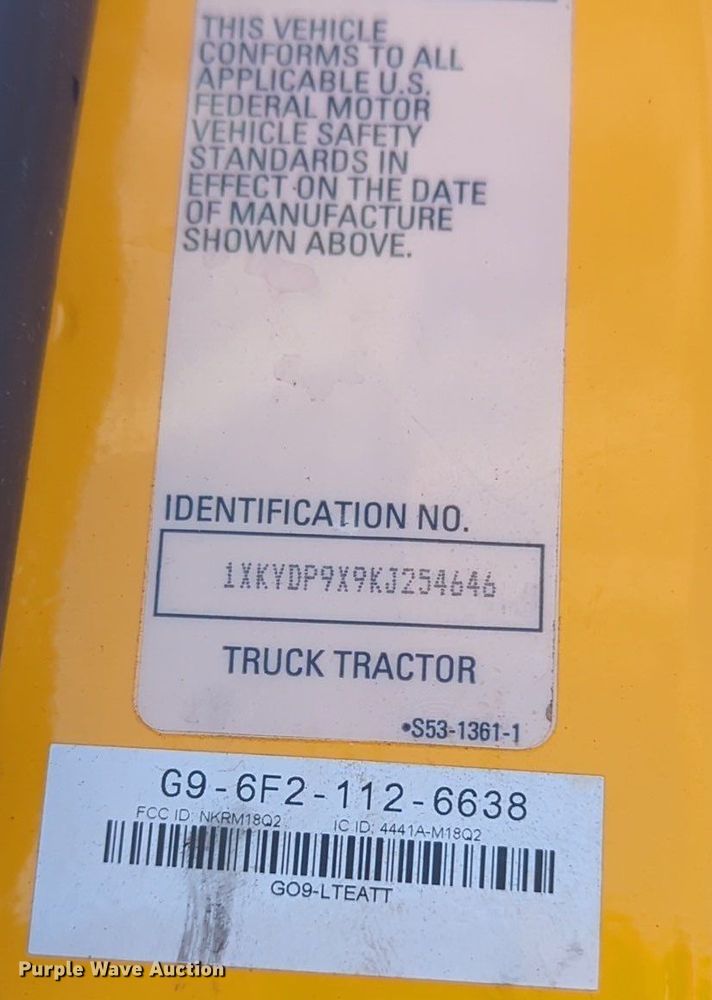 THIS VEHICLE
CONFORMS TO ALL
APPLICABLE U.S.
FEDERAL MOTOR
VEHICLE SAFETY
STANDARDS IN
EFFECT ON THE DATE
OF MANUFACTURE
SHOWN ABOVE.
IDENTIFICATION NO.
1XKYDP9X9KJ254646
TRUCK TRACTOR
•S53-1361-1
G9-6F2-112-6638
FCC ID: NKRM18Q2 IC ID: 4441A-M18Q2
GO9-LTEATT
Purple Wave Auction